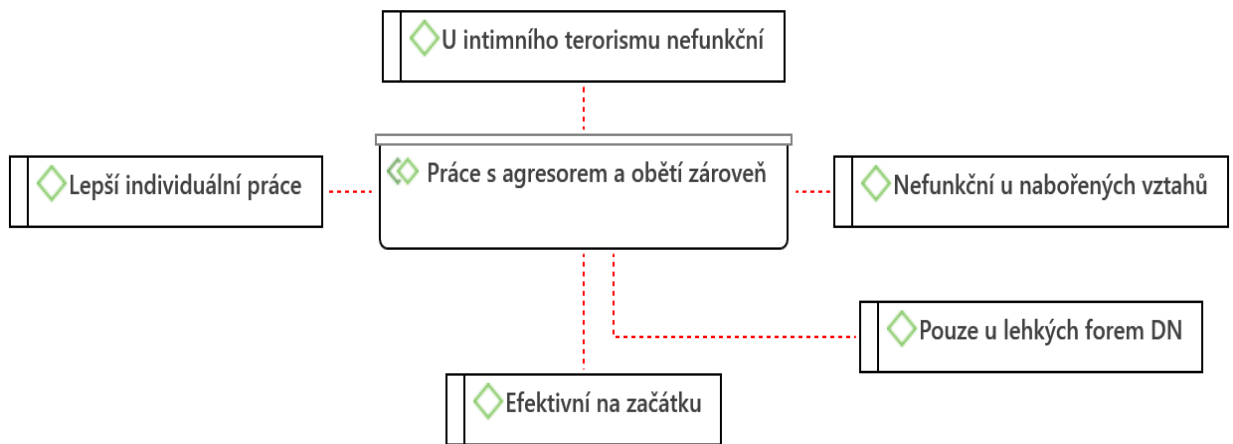 U intimního terorismu nefunkční
Práce s agresorem a obětí zároveň
Lepší individuální práce
Nefunkční u nabořených vztahů
Pouze u lehkých forem DN
Efektivní na začátku